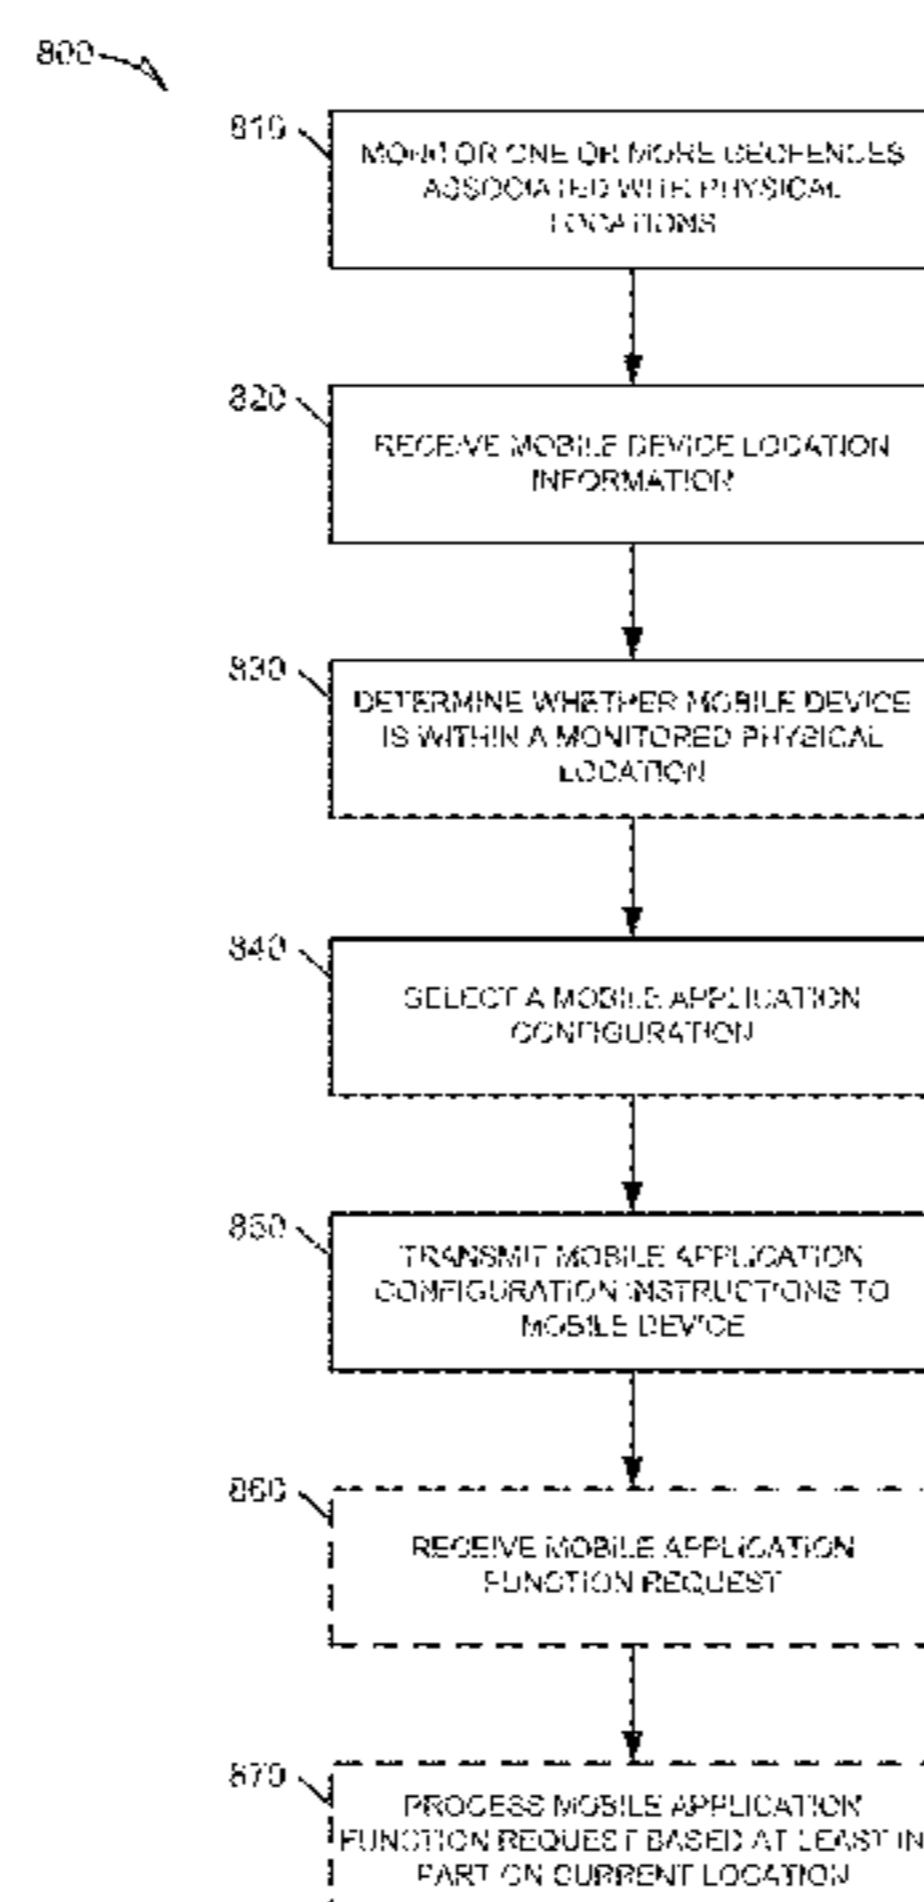 800
810
MONITOR ONE OR MORE GEOFENCES
ASSOCIATED WITH PHYSICAL
LOCATIONS
820
RECEIVE MOBILE DEVICE LOCATION
INFORMATION
830
DETERMINE WHETHER MOBILE DEVICE
IS WITHIN A MONITORED PHYSICAL
LOCATION
840
SELECT A MOBILE APPLICATION
CONFIGURATION
850
TRANSMIT MOBILE APPLICATION
CONFIGURATION INSTRUCTIONS TO
MOBILE DEVICE
860
RECEIVE MOBILE APPLICATION
FUNCTION REQUEST
870
PROCESS MOBILE APPLICATION
FUNCTION REQUEST BASED AT LEAST IN
PART ON CURRENT LOCATION